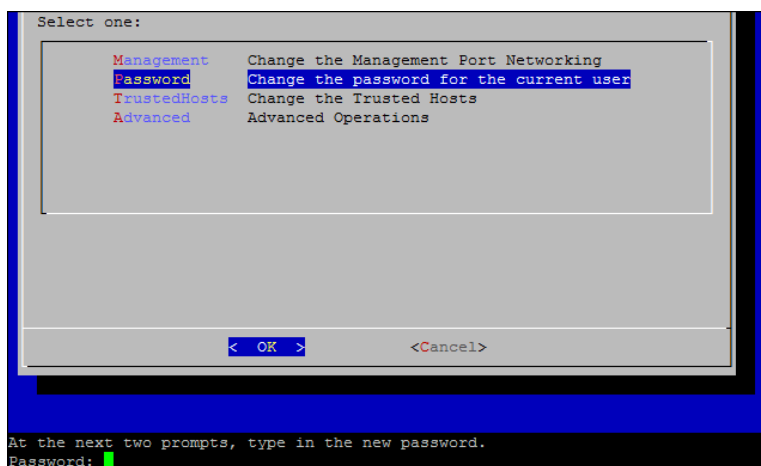 Select one:
Management Change the Management Port Networking
Password Change the password for the current user
TrustedHosts Change the Trusted Hosts
Advanced Advanced Operations
< OK > <Cancel>
At the next two prompts, type in the new password.
Password: